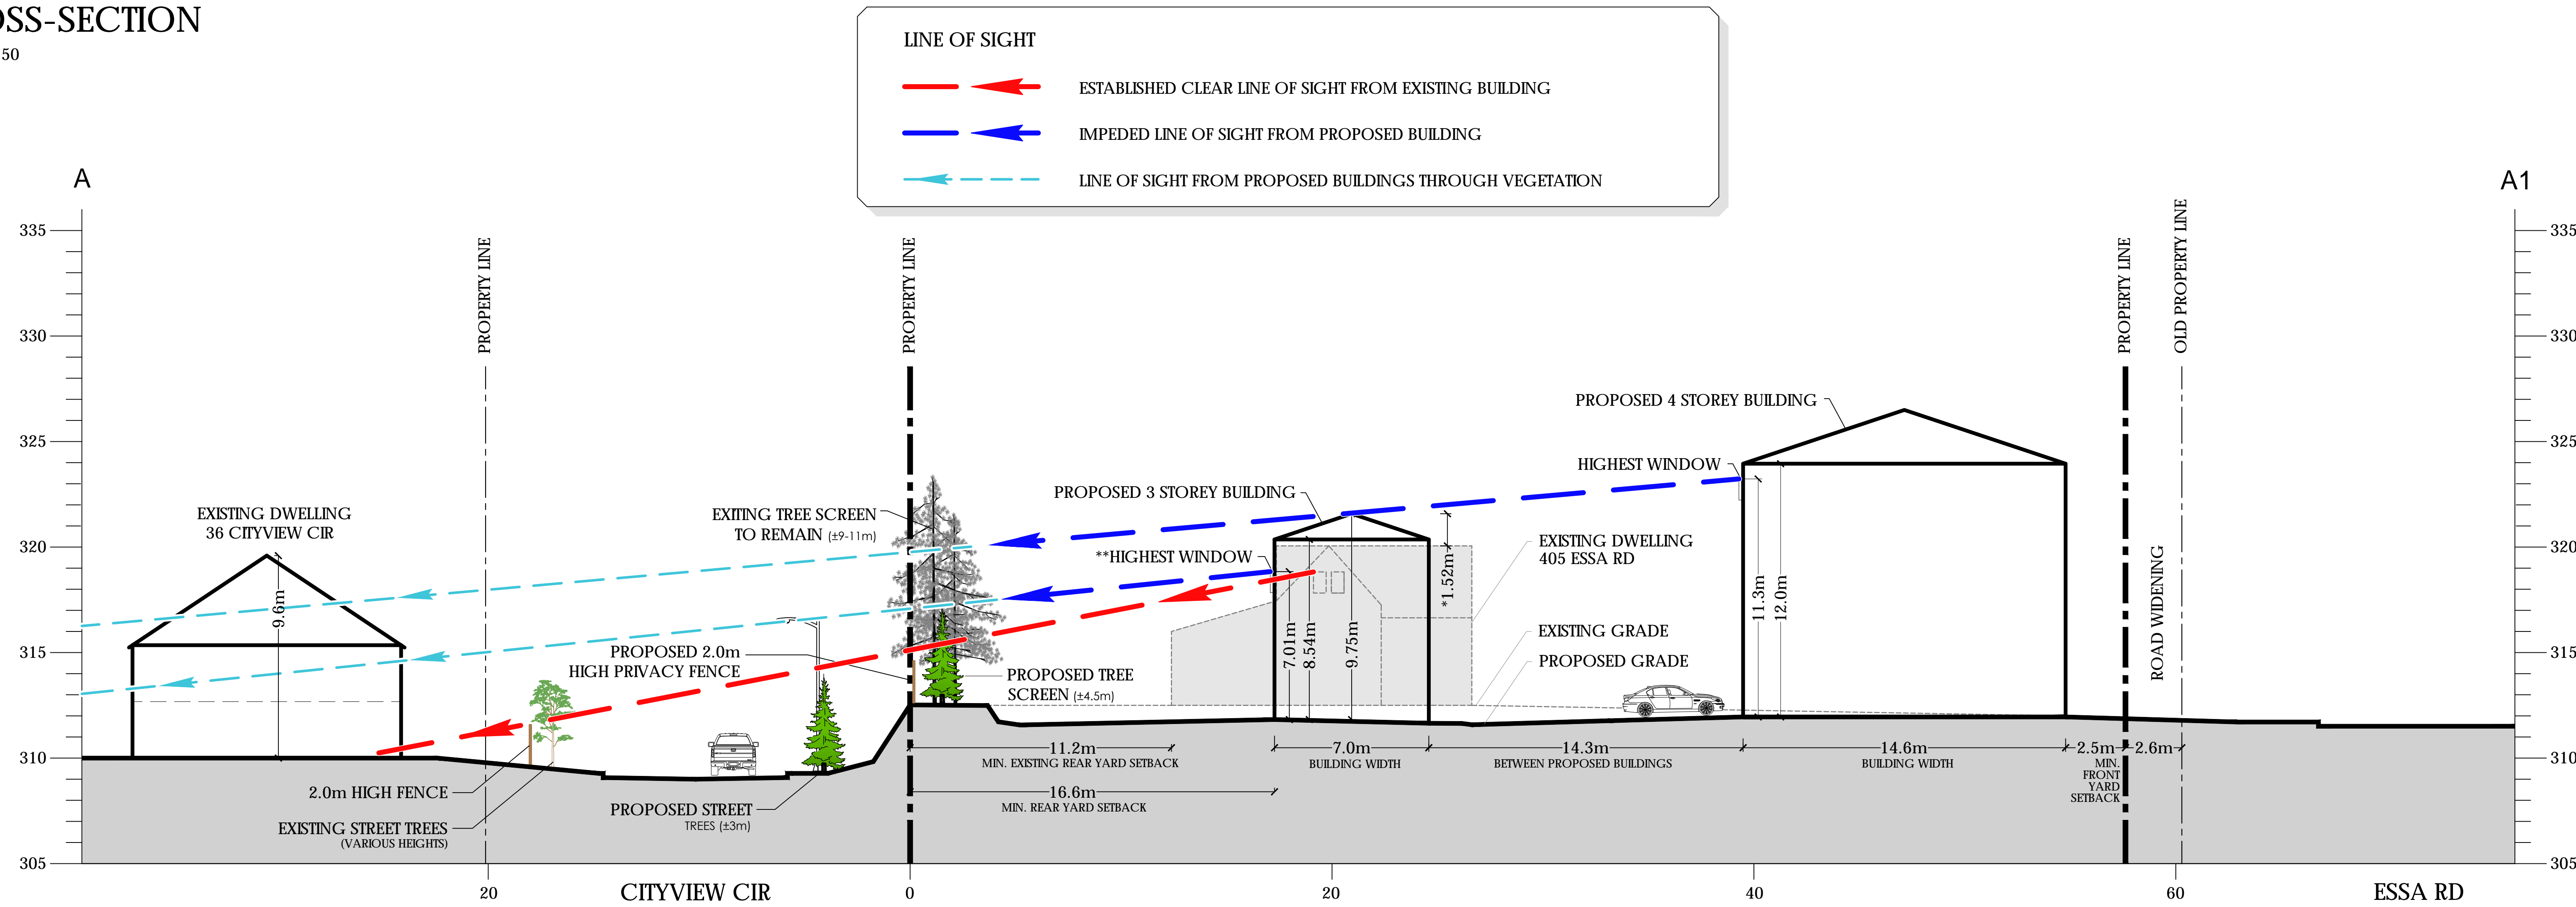 OSS-SECTION
50
LINE OF SIGHT
ESTABLISHED CLEAR LINE OF SIGHT FROM EXISTING BUILDING
IMPEDED LINE OF SIGHT FROM PROPOSED BUILDING
LINE OF SIGHT FROM PROPOSED BUILDINGS THROUGH VEGETATION
A
A1
335
330
325
320
315
310
305
PROPERTY LINE
PROPERTY LINE
PROPERTY LINE
OLD PROPERTY LINE
ROAD WIDENING
335
330
325
320
315
310
305
EXISTING DWELLING
36 CITYVIEW CIR
9.6m
EXITING TREE SCREEN
TO REMAIN (±9-11m)
PROPOSED 2.0m
HIGH PRIVACY FENCE
PROPOSED TREE
SCREEN (±4.5m)
2.0m HIGH FENCE
EXISTING STREET TREES
(VARIOUS HEIGHTS)
PROPOSED STREET
TREES (±3m)
PROPOSED 3 STOREY BUILDING
**HIGHEST WINDOW
7.01m
8.54m
9.75m
*1.52m
EXISTING DWELLING
405 ESSA RD
EXISTING GRADE
PROPOSED GRADE
PROPOSED 4 STOREY BUILDING
HIGHEST WINDOW
11.3m
12.0m
11.2m
MIN. EXISTING REAR YARD SETBACK
16.6m
MIN. REAR YARD SETBACK
7.0m
BUILDING WIDTH
14.3m
BETWEEN PROPOSED BUILDINGS
14.6m
BUILDING WIDTH
2.5m
MIN.
FRONT
YARD
SETBACK
2.6m
20
CITYVIEW CIR
0
20
40
60
ESSA RD